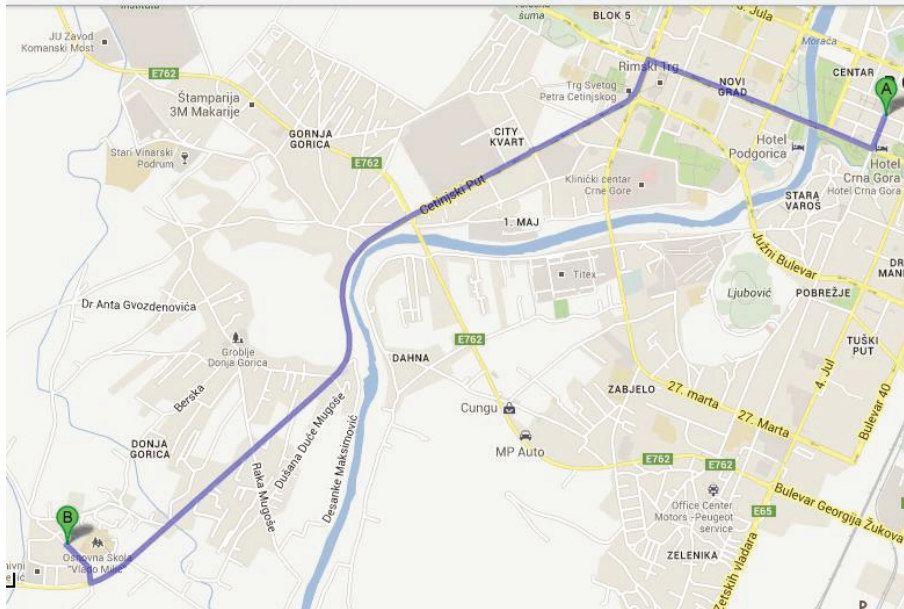 BLOK 5
3. Jula
JU Zavod
Komanski Most
Morača
Rimski Trg
CENTAR
E762
NOVI
GRAD
A
Trg Svetog
Petra Cetinjskog
Štamparija
3M Makarije
GORNJA
GORICA
CITY
KVART
Hotel
Podgorica
Stari Vinarski
Podrum
E762
Klinički centar
Crne Gore
Hotel
Crna Gora
Hotel Crna Gora
Cetinjski Put
STARA
VAROŠ
1. MAJ
Južni Bulevar
Titex
Ljubović
POBREŽJE
Dr Anta Gvozdenovića
TUŠKI
PUT
E762
Groblje
Donja Gorica
DAHNA
4. Jul
Berska
ZABJELO
27. marta
Bulevar 40
Cungu
27. Marta
Dušana Duće Mugoše
Desanke Maksimović
DONJA
GORICA
MP Auto
E762
E762
Raka Mugoše
Bulevar Georgija Žukova
Office Center
Motors -Peugeot
service
E65
B
Osnovna Škola
ZELENIKA
Zetskih vladara